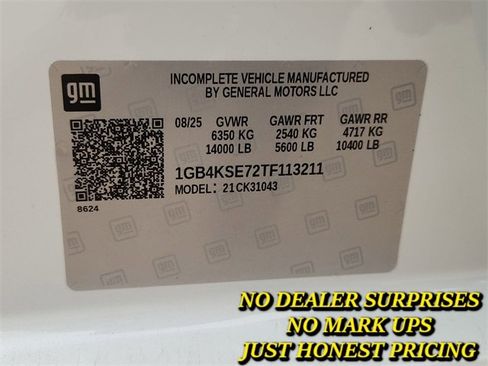 gm
INCOMPLETE VEHICLE MANUFACTURED
BY GENERAL MOTORS LLC
08/25 GVWR GAWR FRT GAWR RR
6350 KG 2540 KG 4717 KG
14000 LB 5600 LB 10400 LB
1GB4KSE72TF113211
MODEL: 21CK31043
8624
NO DEALER SURPRISES
NO MARK UPS
JUST HONEST PRICING